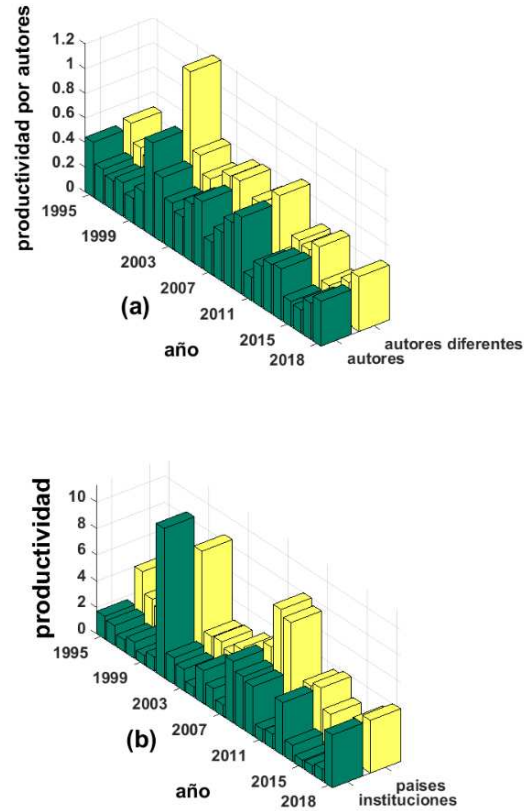 productividad por autores
1.2
1
0.8
0.6
0.4
0.2
0
1995
1999
2003
2007
2011
2015
2018
(a)
año
autores diferentes
autores
productividad
10
8
6
4
2
0
1995
1999
2003
2007
2011
2015
2018
(b)
año
paises
instituciones